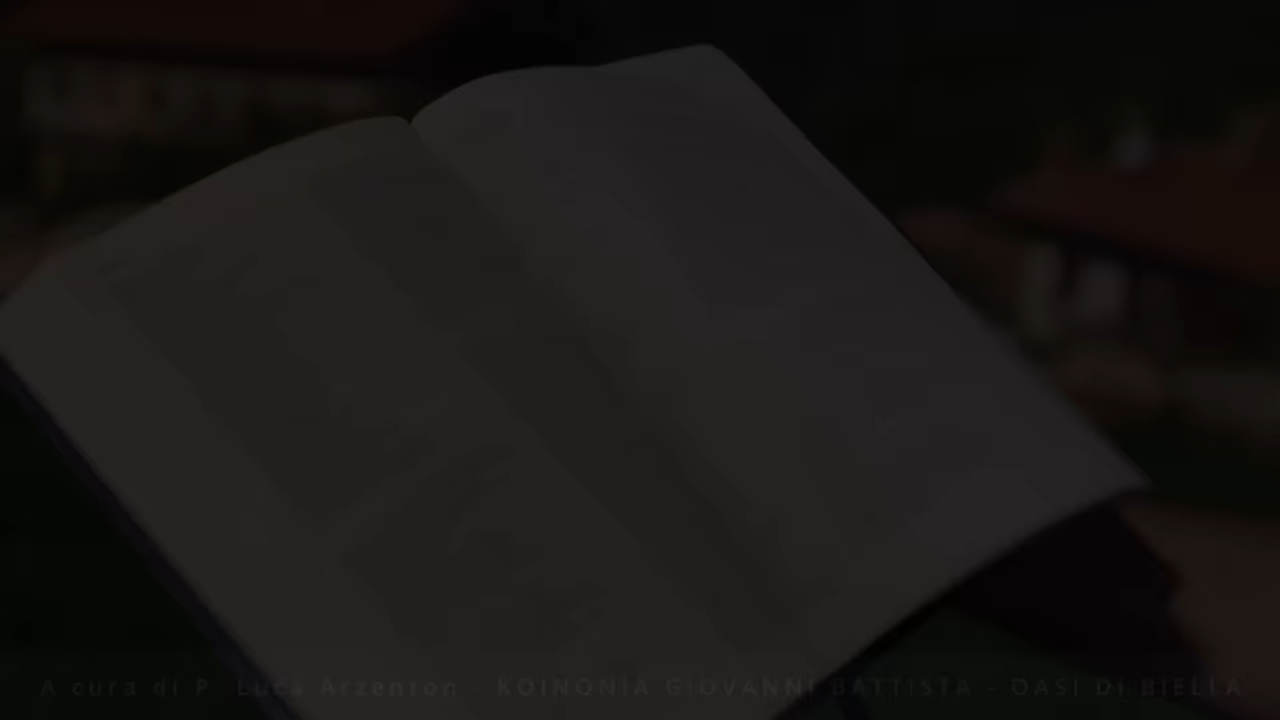 A cura di P. Luca Arzenton - KOINONIA GIOVANNI BATTISTA - OASI DI BIELLA